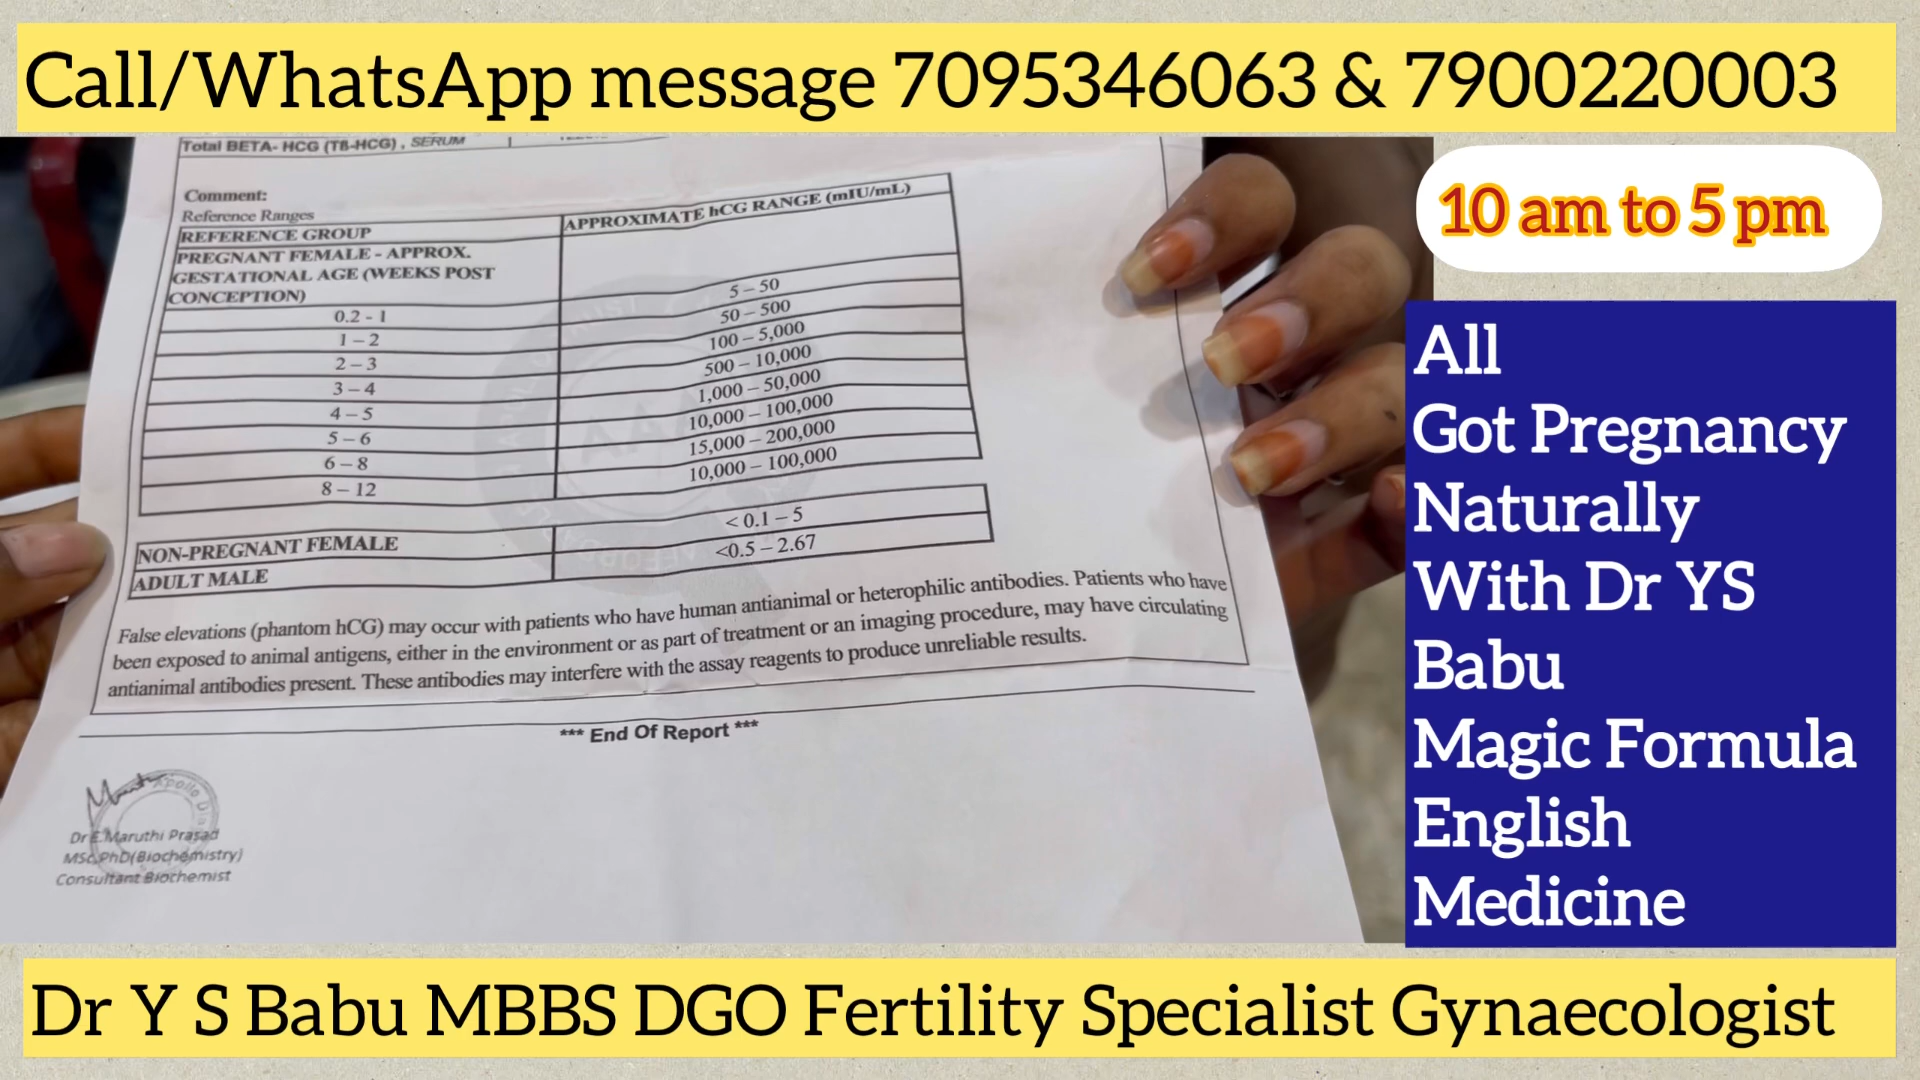 Call/WhatsApp message 7095346063 & 7900220003
10 am to 5 pm
Total BETA- HCG (TB-HCG) , SERUM
Comment:
Reference Ranges
REFERENCE GROUP APPROXIMATE hCG RANGE (mIU/mL)
PREGNANT FEMALE - APPROX.
GESTATIONAL AGE (WEEKS POST
CONCEPTION)
0.2 - 1 5 – 50
1 – 2 50 – 500
2 – 3 100 – 5,000
3 – 4 500 – 10,000
4 – 5 1,000 – 50,000
5 – 6 10,000 – 100,000
6 – 8 15,000 – 200,000
8 – 12 10,000 – 100,000
NON-PREGNANT FEMALE < 0.1 – 5
ADULT MALE <0.5 – 2.67
False elevations (phantom hCG) may occur with patients who have human antianimal or heterophilic antibodies. Patients who have
been exposed to animal antigens, either in the environment or as part of treatment or an imaging procedure, may have circulating
antianimal antibodies present. These antibodies may interfere with the assay reagents to produce unreliable results.
*** End Of Report ***
Dr E.Maruthi Prasad
MSc,PhD(Biochemistry)
Consultant Biochemist
All
Got Pregnancy
Naturally
With Dr YS
Babu
Magic Formula
English
Medicine
Dr Y S Babu MBBS DGO Fertility Specialist Gynaecologist